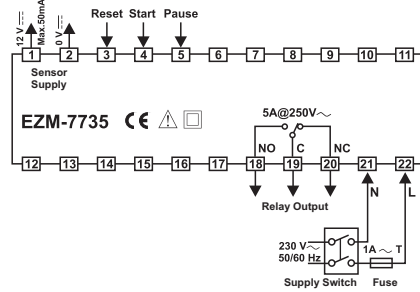 12 V
Max.50mA
0 V
Reset Start Pause
1 2 3 4 5 6 7 8 9 10 11
Sensor
Supply
5A@250V~
EZM-7735 CE
NO C NC
12 13 14 15 16 17 18 19 20 21 22
N L
Relay Output
230 V~
50/60 Hz
1A ~ T
Supply Switch Fuse